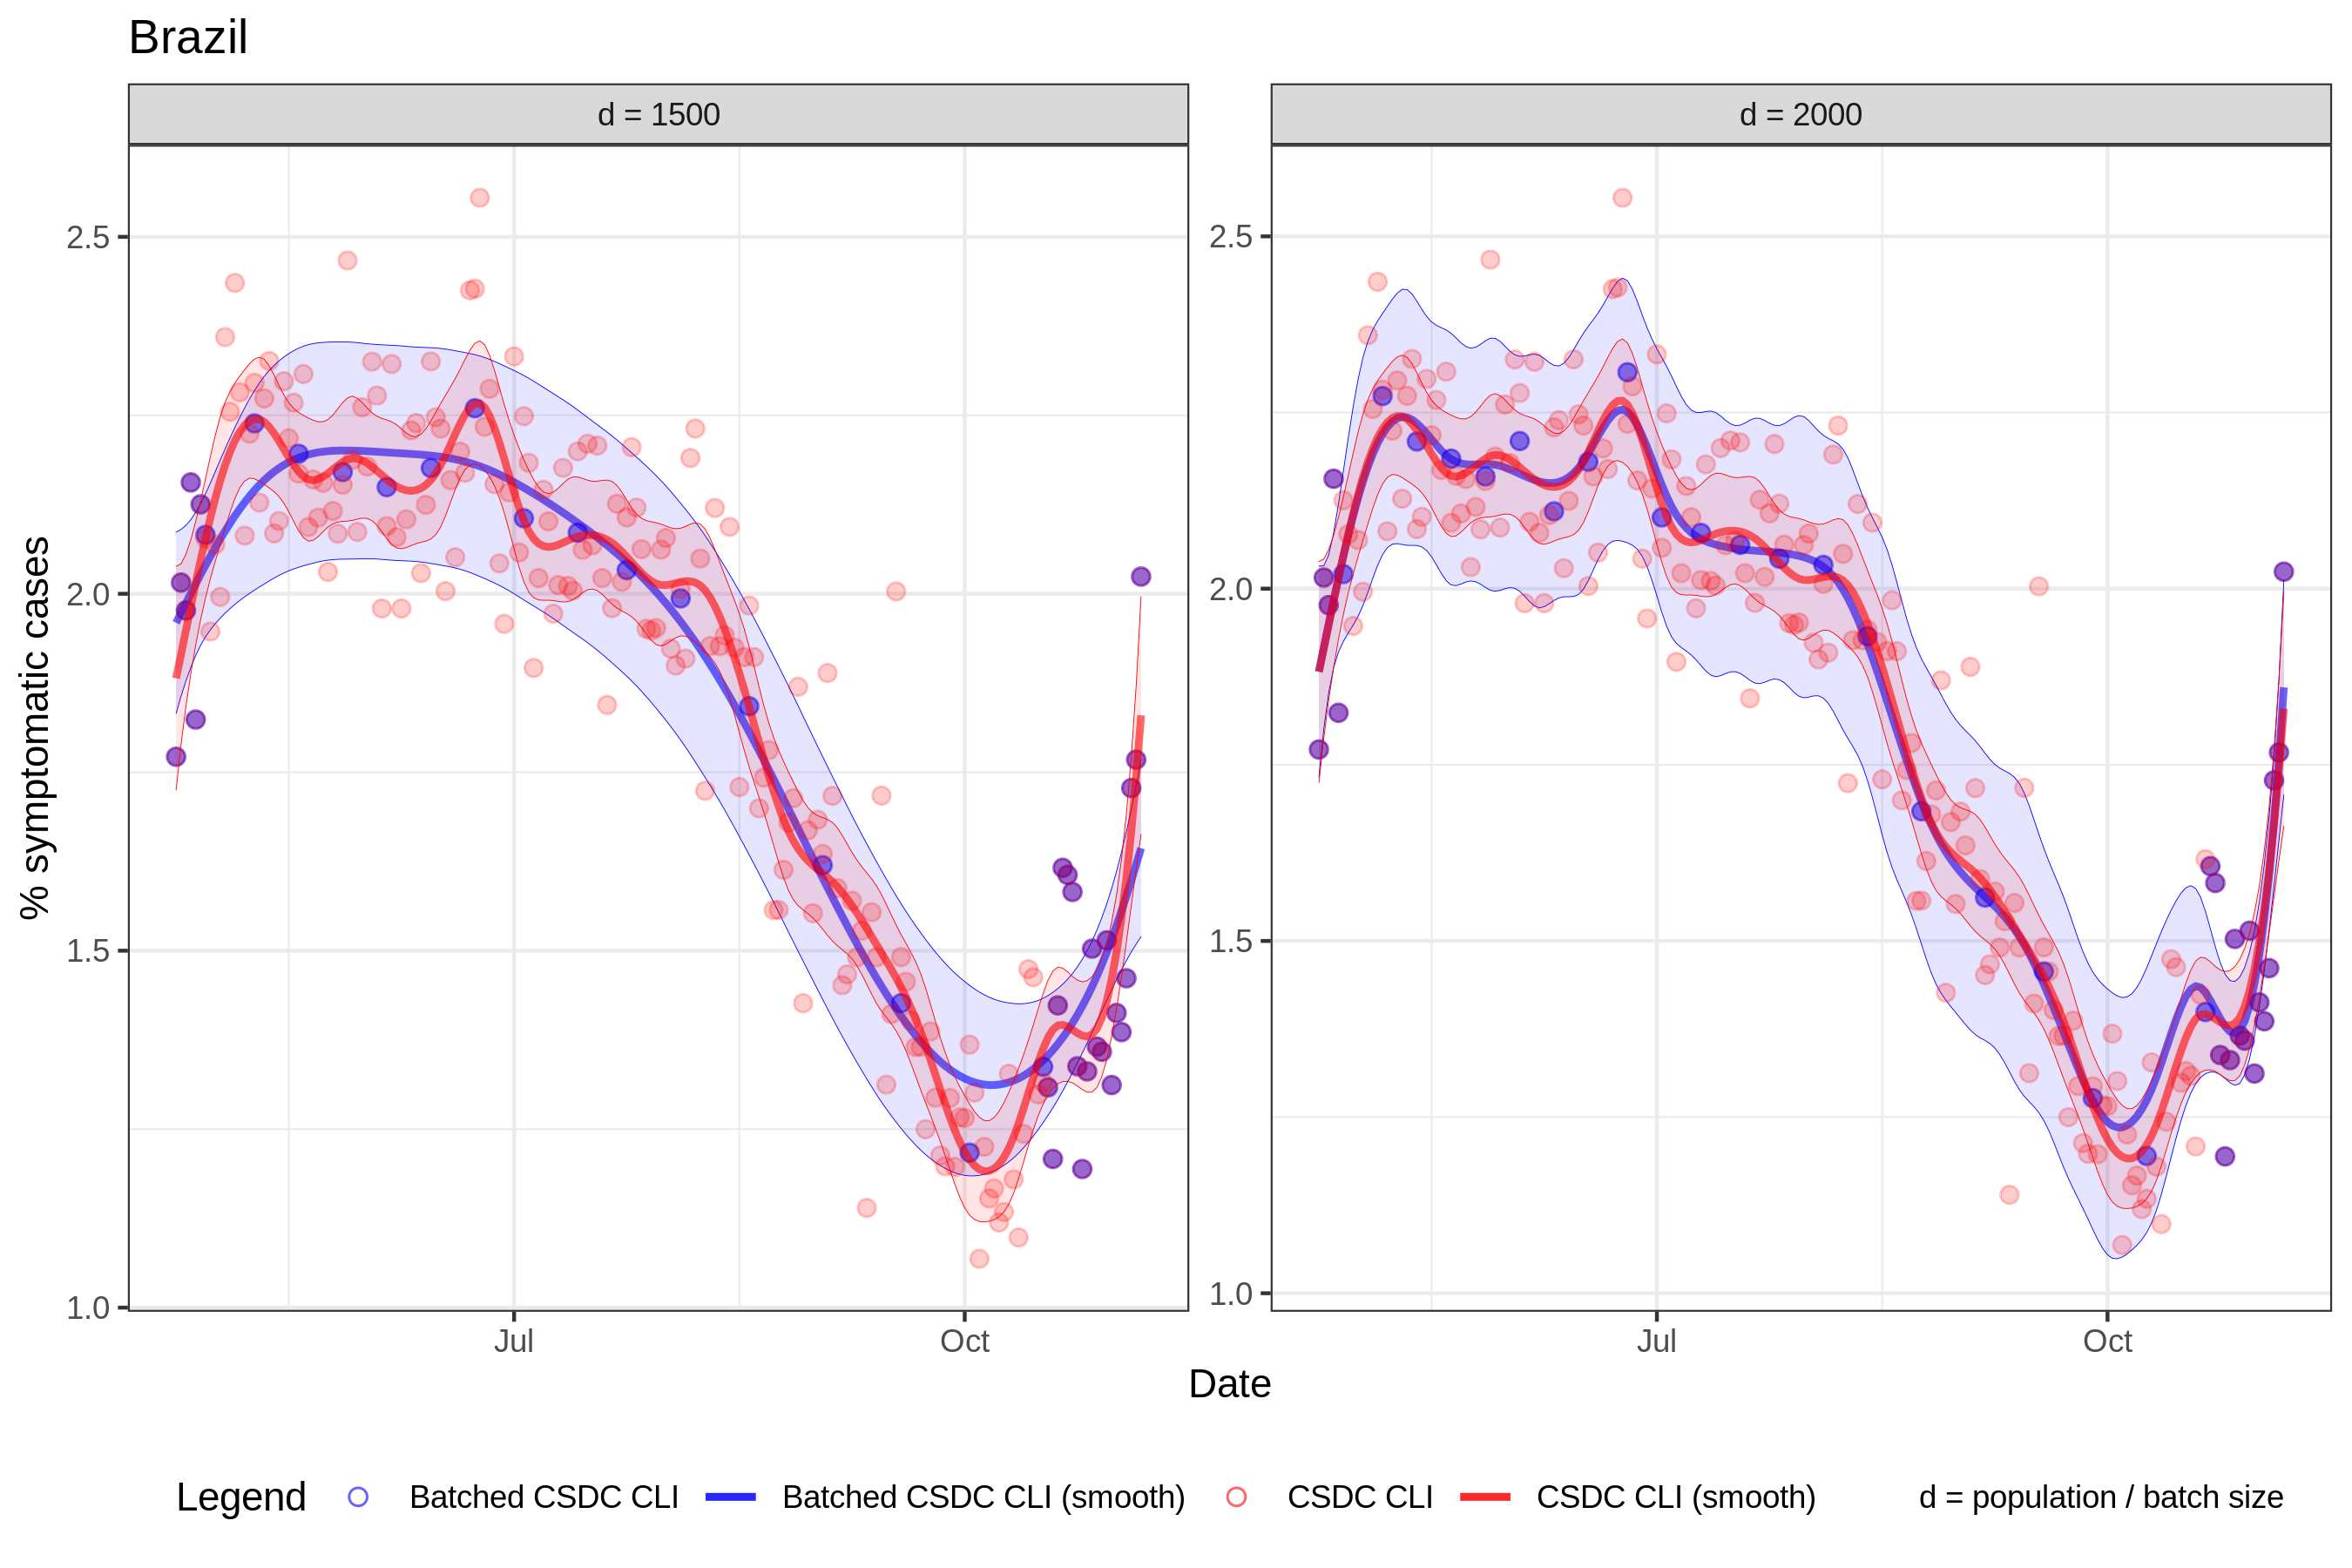 Brazil
d = 1500
d = 2000
% symptomatic cases
2.5
2.0
1.5
1.0
2.5
2.0
1.5
1.0
Jul
Oct
Jul
Oct
Date
Legend
Batched CSDC CLI
Batched CSDC CLI (smooth)
CSDC CLI
CSDC CLI (smooth)
d = population / batch size